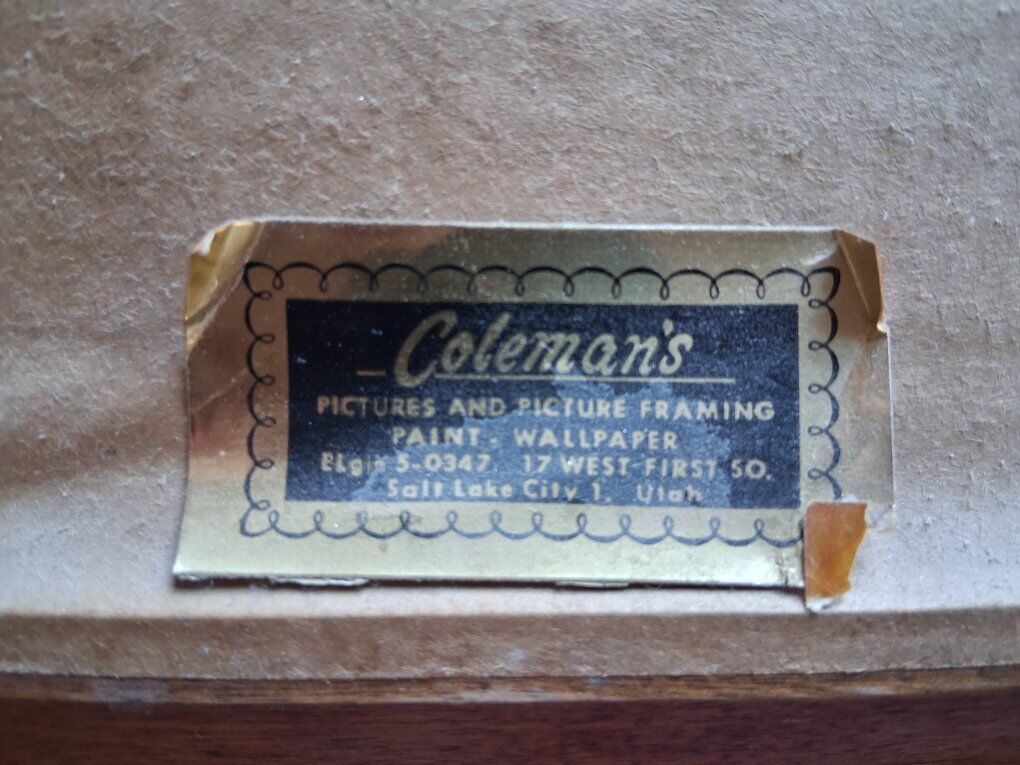 Coleman's
PICTURES AND PICTURE FRAMING
PAINT - WALLPAPER
ELgin 5-0347 17 WEST FIRST SO.
Salt Lake City 1, Utah